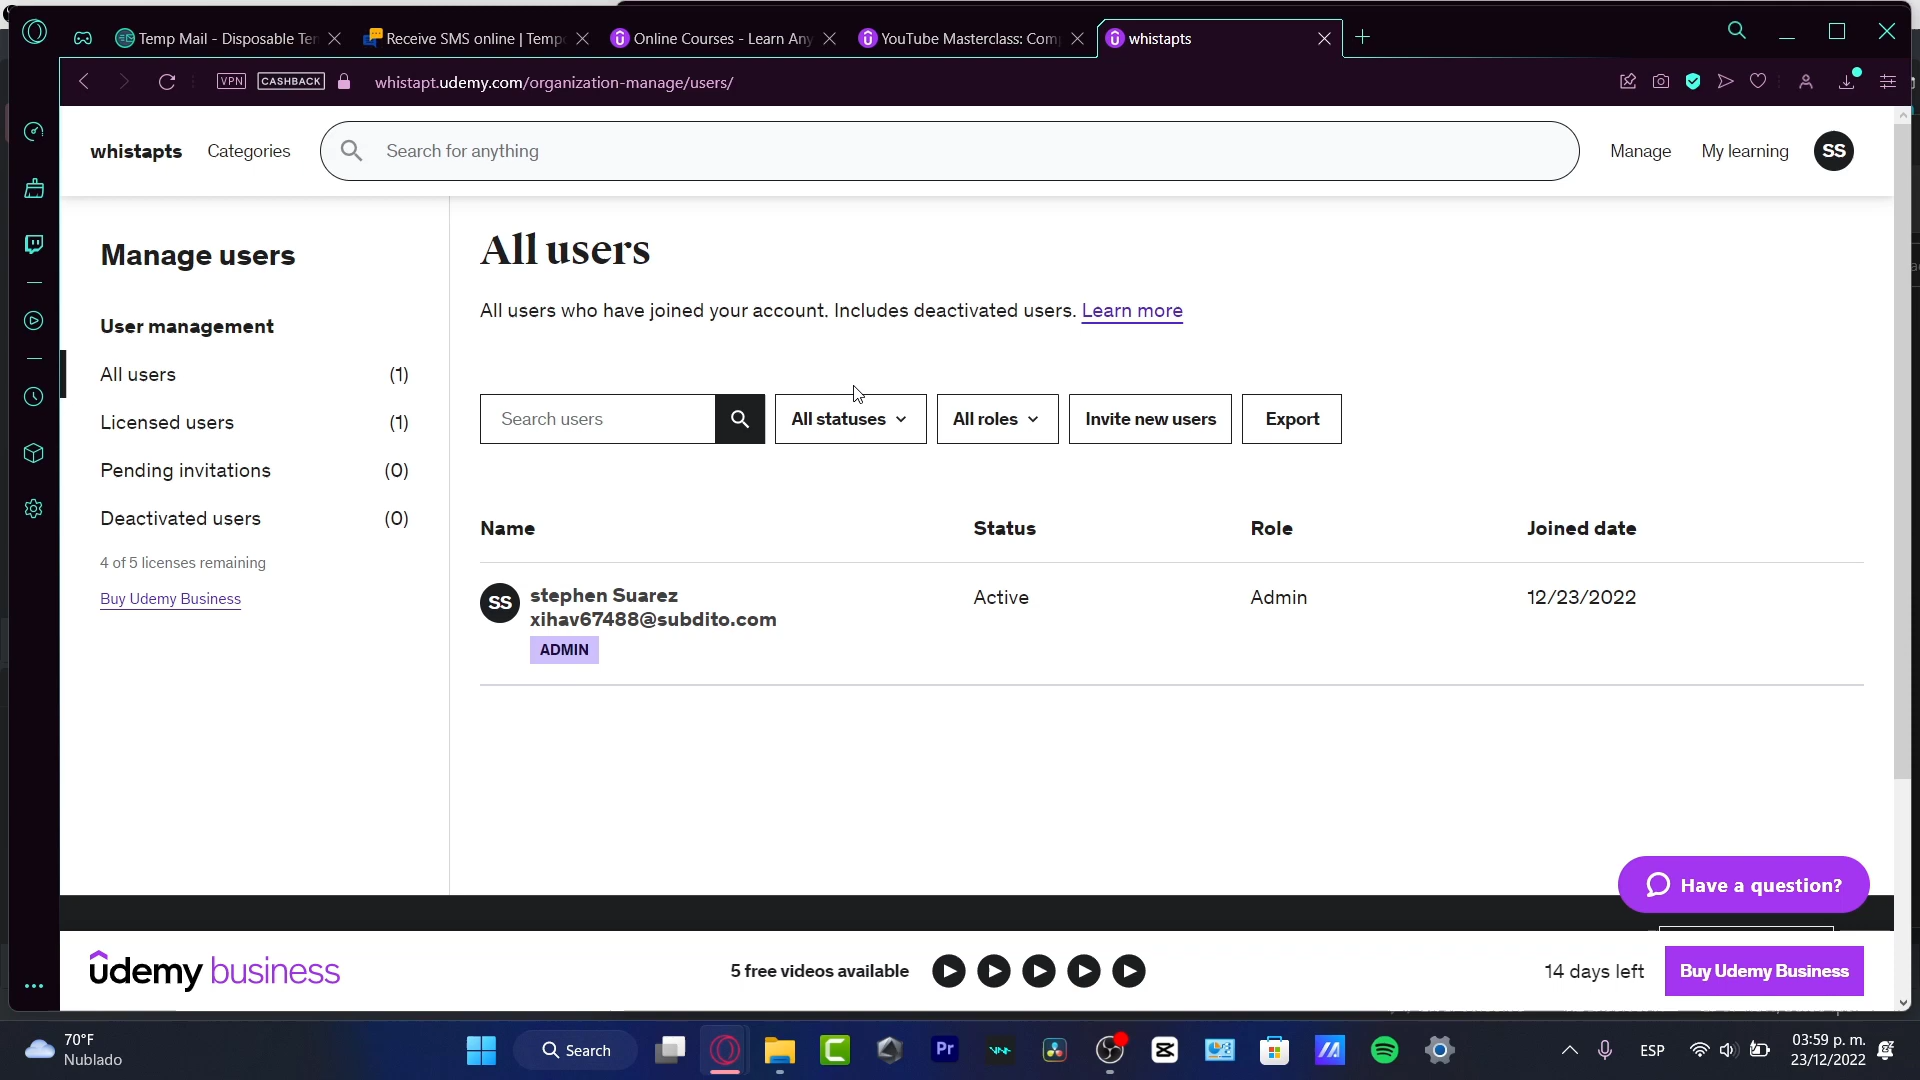 Temp Mail - Disposable Ten
Receive SMS online | Tempo
Online Courses - Learn Any
YouTube Masterclass: Com
whistapts
VPN
CASHBACK
whistapt.udemy.com/organization-manage/users/
whistapts
Categories
Search for anything
Manage
My learning
SS
Manage users
User management
All users (1)
Licensed users (1)
Pending invitations (0)
Deactivated users (0)
4 of 5 licenses remaining
Buy Udemy Business
All users
All users who have joined your account. Includes deactivated users. Learn more
Search users
All statuses
All roles
Invite new users
Export
Name Status Role Joined date
SS
stephen Suarez Active Admin 12/23/2022
xihav67488@subdito.com
ADMIN
Have a question?
udemy business
5 free videos available
14 days left
Buy Udemy Business
70°F
Nublado
Search
Pr
ESP
03:59 p. m.
23/12/2022